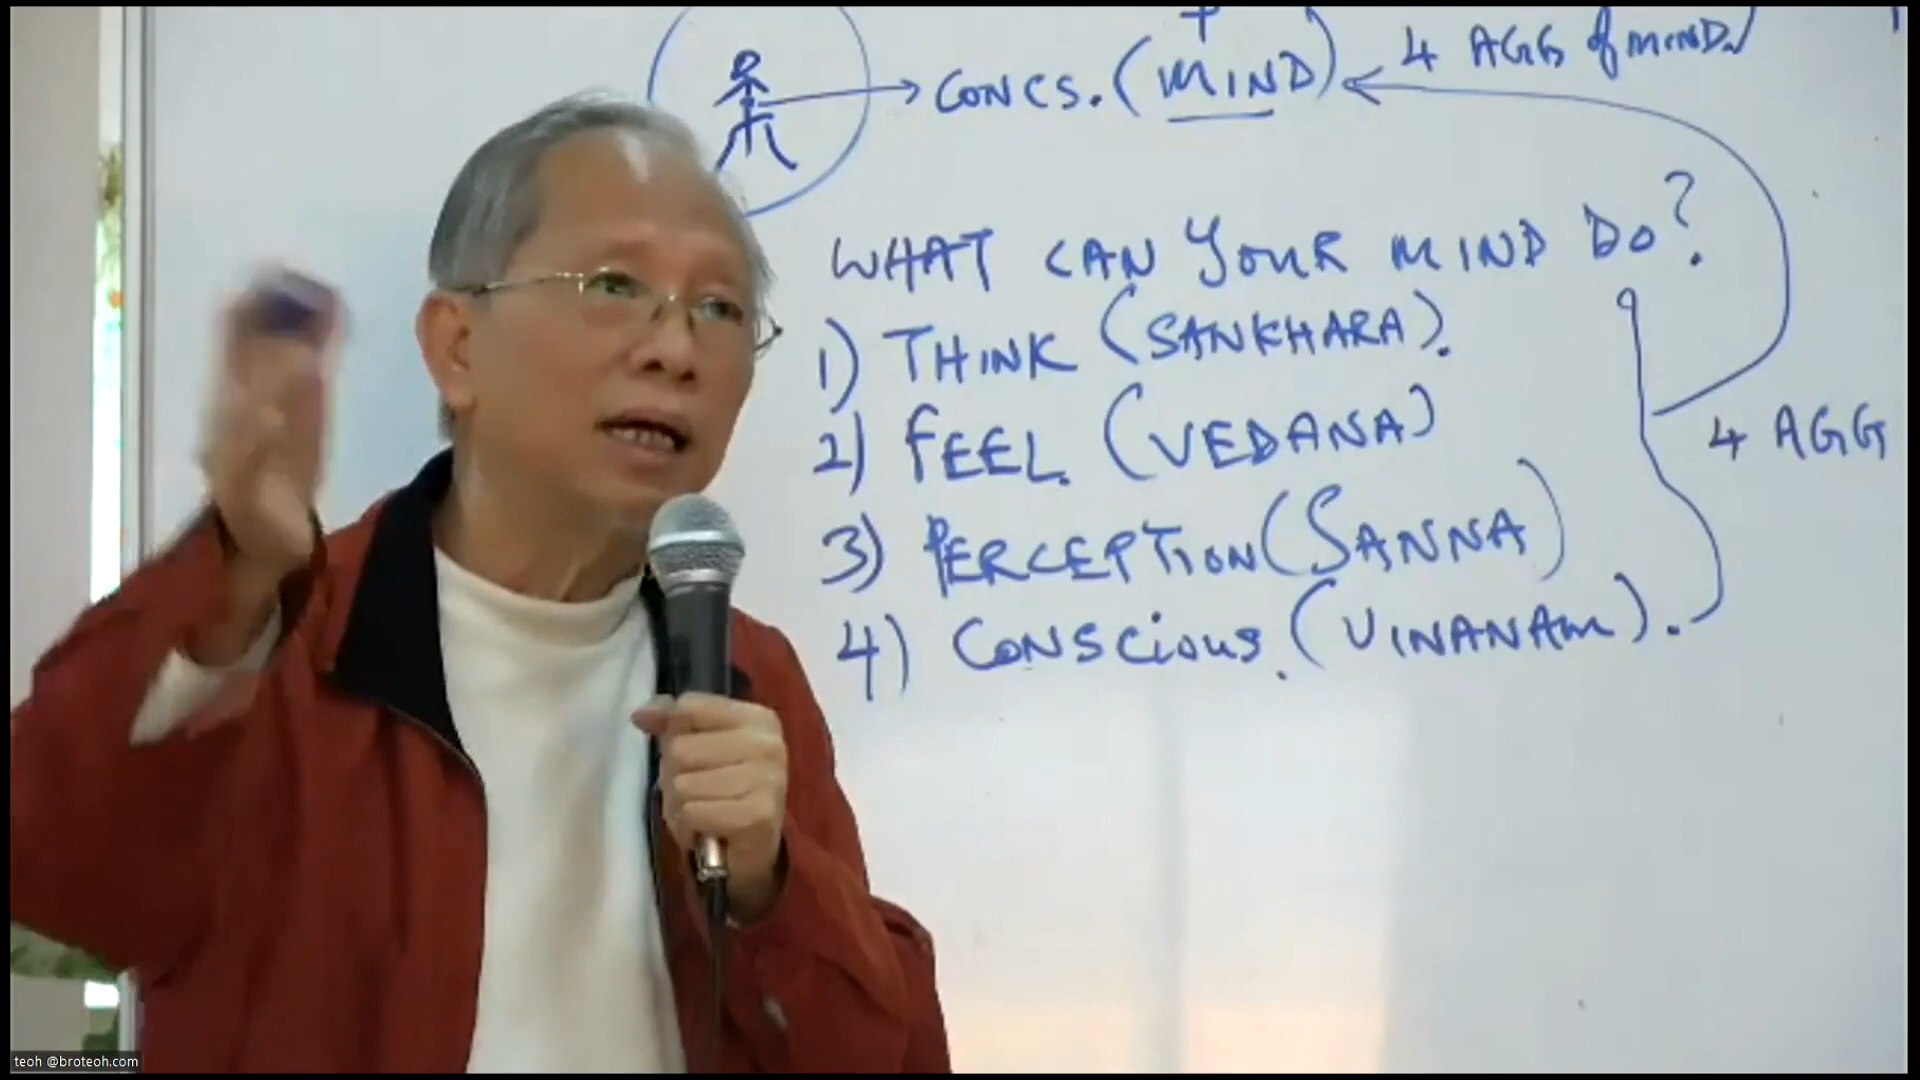 4 AGG of MIND.
CONCS. (MIND)
WHAT CAN YOUR MIND DO?
1) THINK (SANKHARA).
2) FEEL. (VEDANA)
4 AGG
3) PERCEPTION (SANNA)
4) CONSCIOUS. (VINANAM).
teoh @broteoh.com